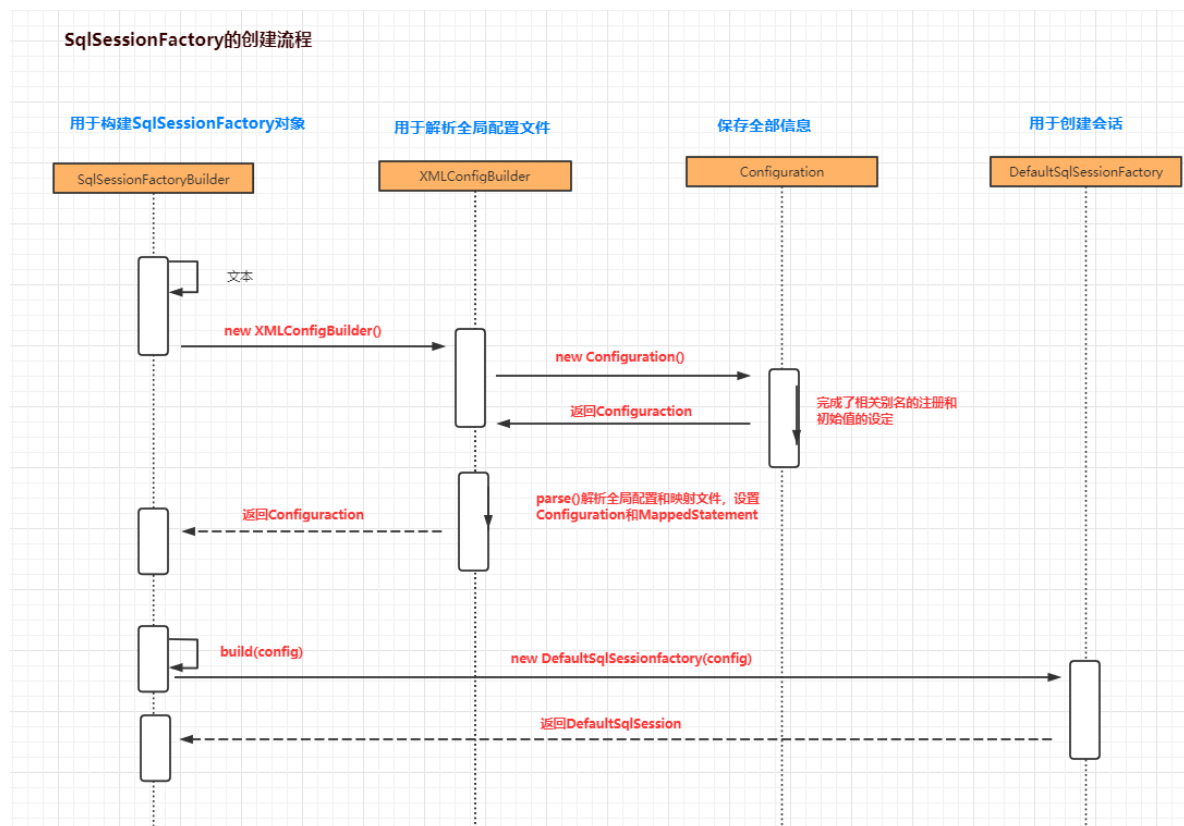 SqlSessionFactory的创建流程
用于构建SqlSessionFactory对象
用于解析全局配置文件
保存全部信息
用于创建会话
SqlSessionFactoryBuilder
XMLConfigBuilder
Configuration
DefaultSqlSessionFactory
文本
new XMLConfigBuilder()
new Configuration()
返回Configuraction
完成了相关别名的注册和
初始值的设定
parse()解析全局配置和映射文件，设置
Configuration和MappedStatement
返回Configuraction
build(config)
new DefaultSqlSessionfactory(config)
返回DefaultSqlSession